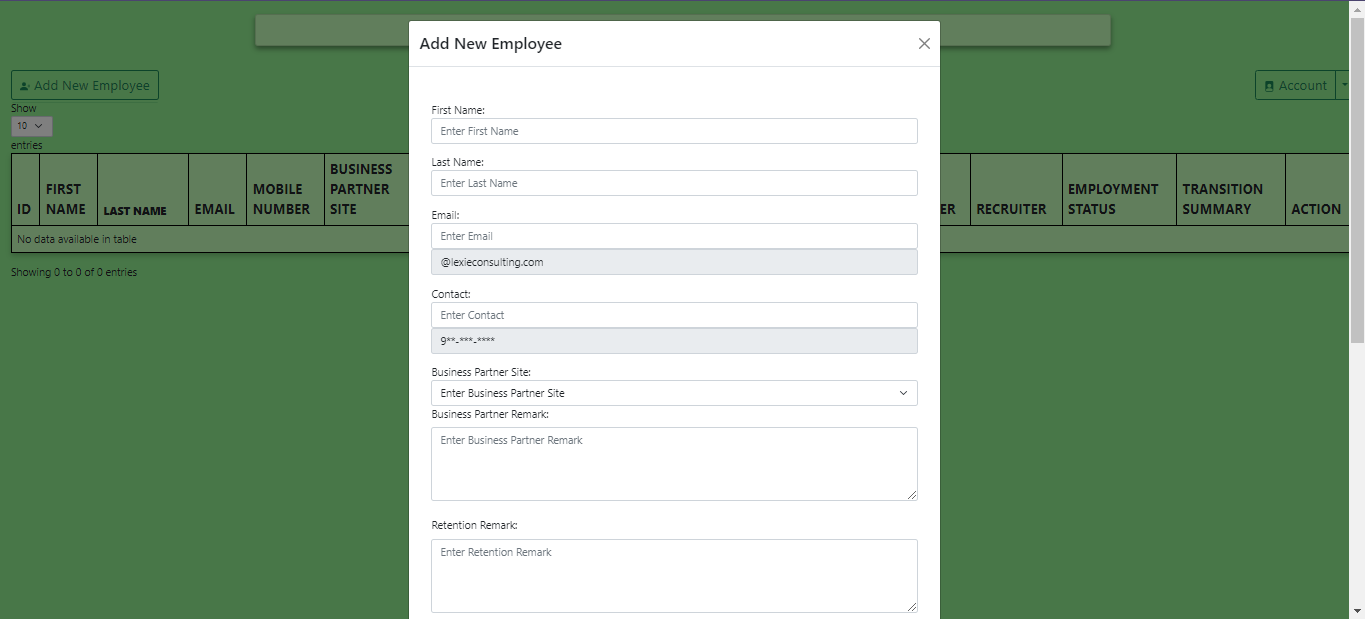 Add New Employee
Add New Employee
Account
Show
10
entries
ID
FIRST
NAME
LAST NAME
EMAIL
MOBILE
NUMBER
BUSINESS
PARTNER
SITE
ER
RECRUITER
EMPLOYMENT
STATUS
TRANSITION
SUMMARY
ACTION
No data available in table
Showing 0 to 0 of 0 entries
First Name:
Enter First Name
Last Name:
Enter Last Name
Email:
Enter Email
@lexieconsulting.com
Contact:
Enter Contact
9**-***-****
Business Partner Site:
Enter Business Partner Site
Business Partner Remark:
Enter Business Partner Remark
Retention Remark:
Enter Retention Remark